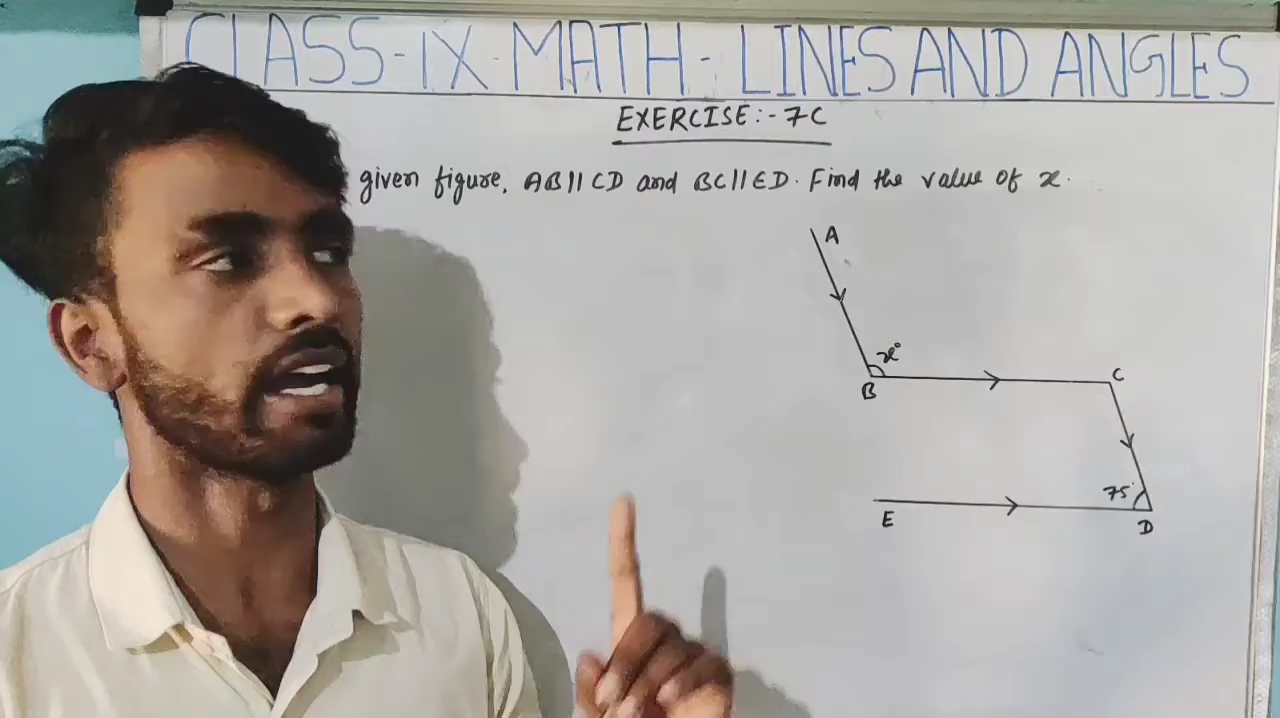 CLASS-IX-MATH-LINES AND ANGLES
EXERCISE:-7C
given figure, AB||CD and BC||ED. Find the value of x.
A
x°
B
C
75°
E
D